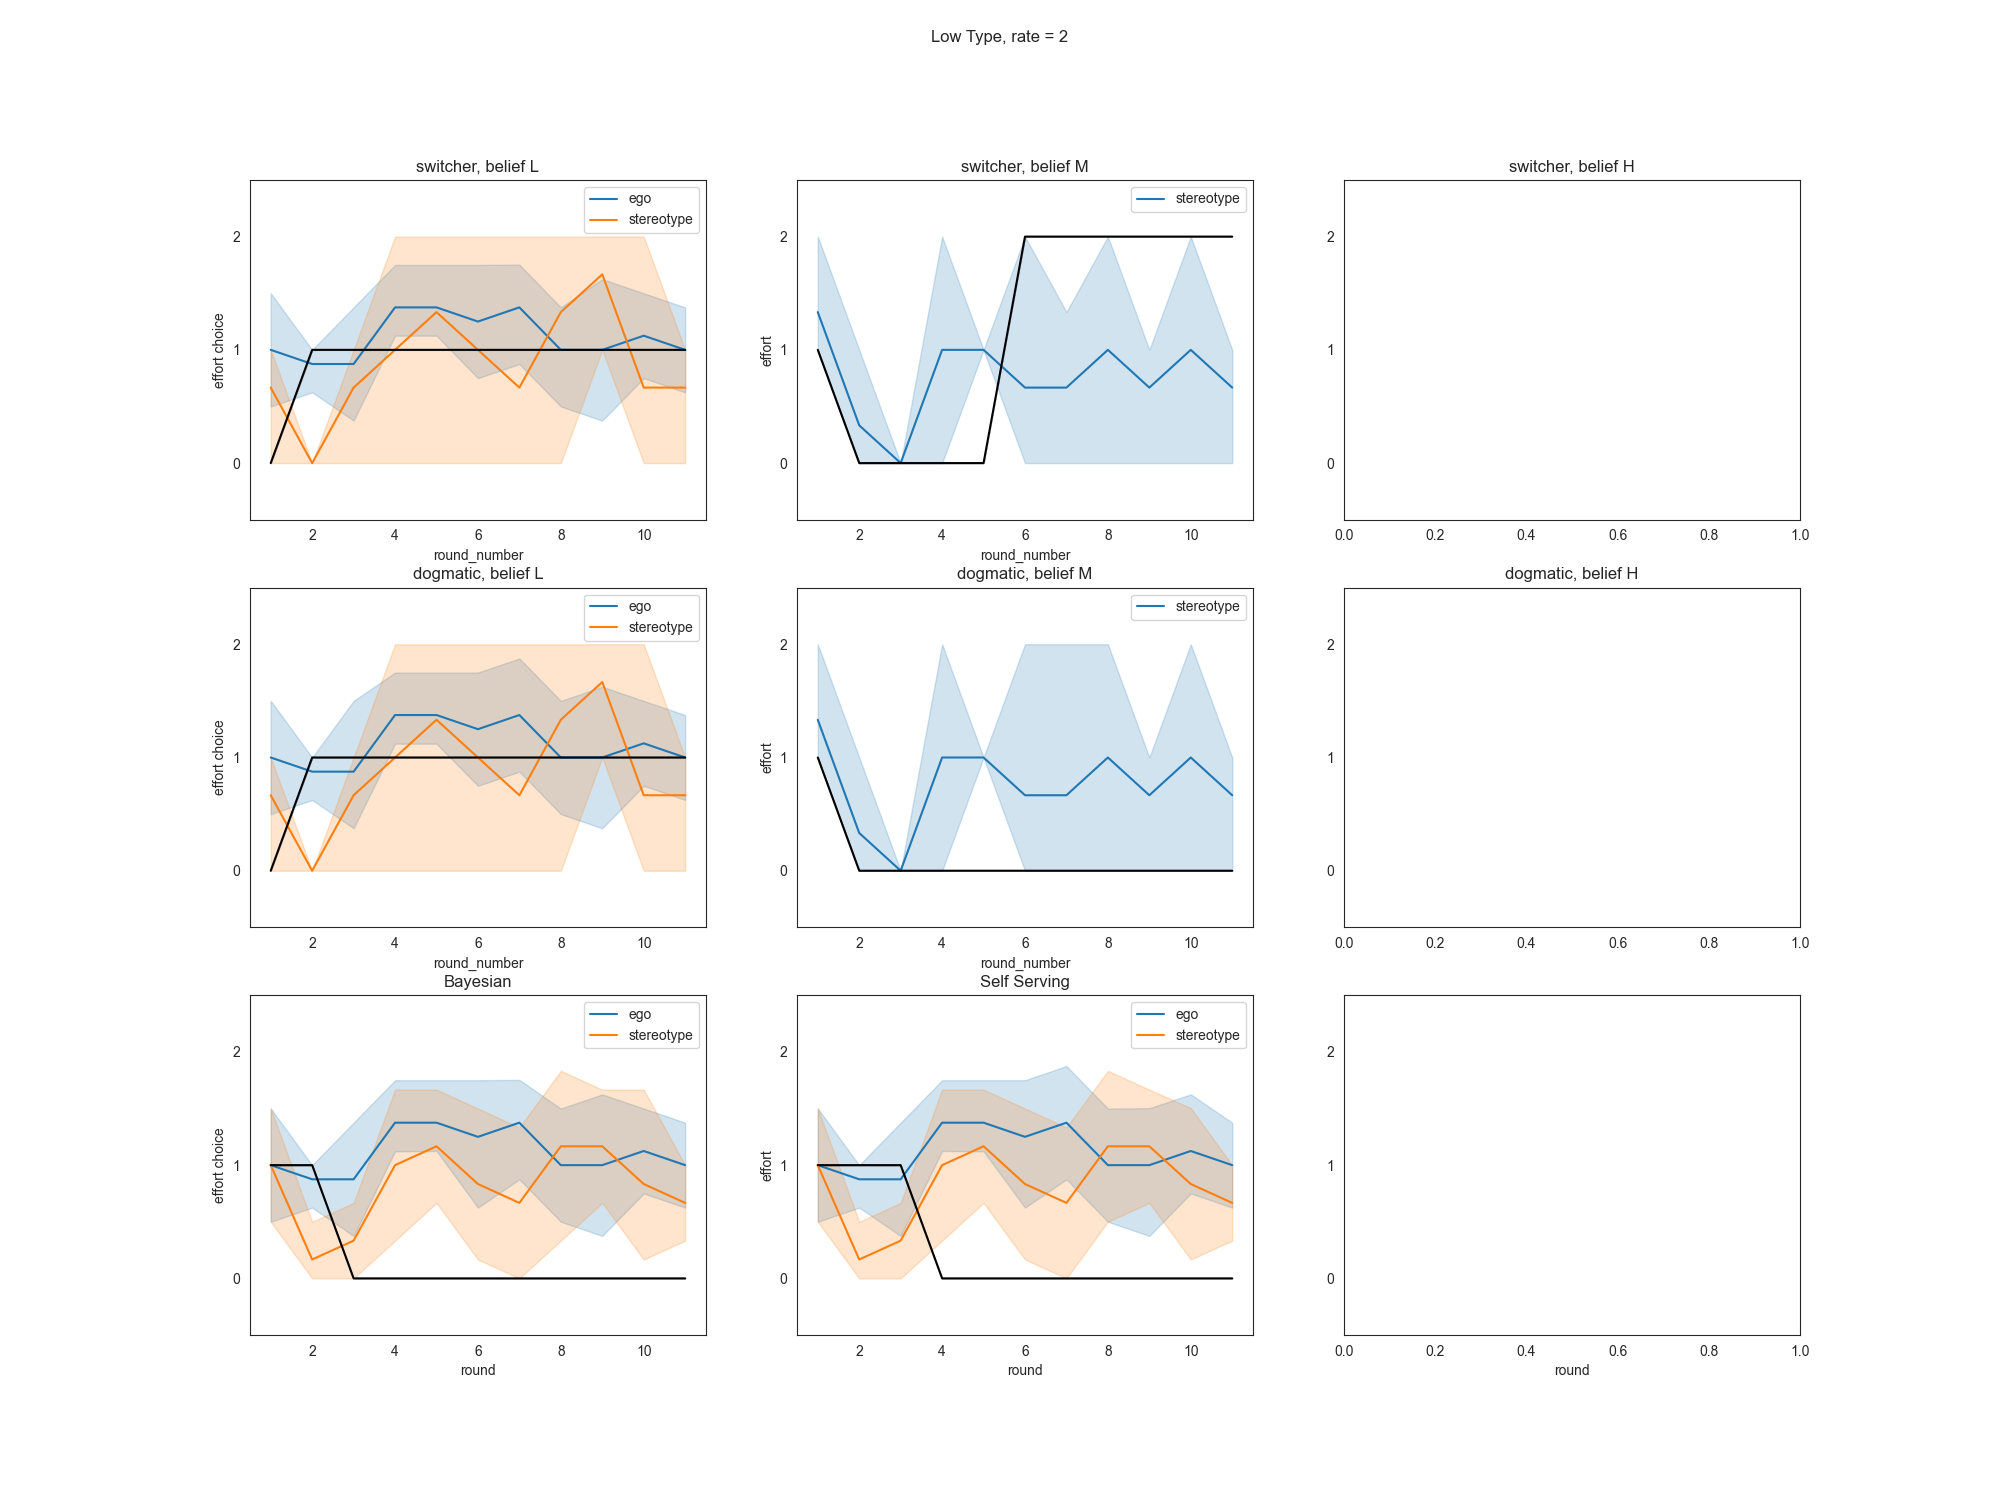 Low Type, rate = 2
switcher, belief L
ego
stereotype
2
1
0
effort choice
2 4 6 8 10
round_number
switcher, belief M
stereotype
2
1
0
effort
2 4 6 8 10
round_number
switcher, belief H
2
1
0
0.0 0.2 0.4 0.6 0.8 1.0
dogmatic, belief L
ego
stereotype
2
1
0
effort choice
2 4 6 8 10
round_number
dogmatic, belief M
stereotype
2
1
0
effort
2 4 6 8 10
round_number
dogmatic, belief H
2
1
0
0.0 0.2 0.4 0.6 0.8 1.0
Bayesian
ego
stereotype
2
1
0
effort choice
2 4 6 8 10
round
Self Serving
ego
stereotype
2
1
0
effort
2 4 6 8 10
round
2
1
0
0.0 0.2 0.4 0.6 0.8 1.0
round